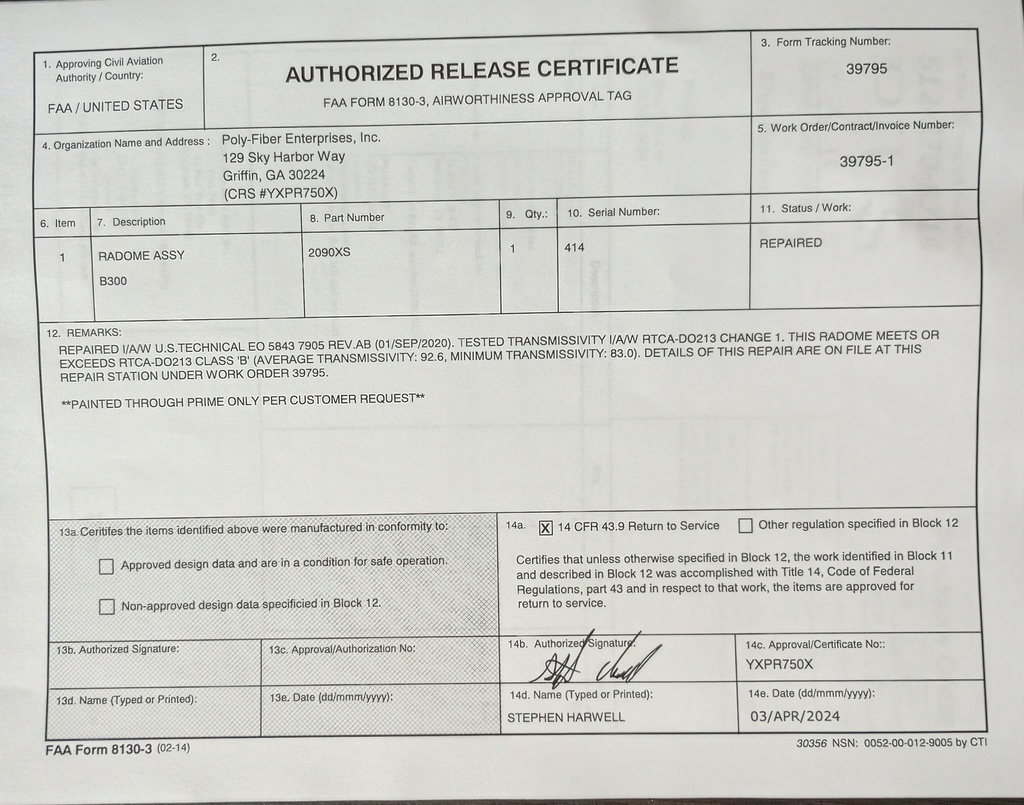 1. Approving Civil Aviation
Authority / Country:
FAA / UNITED STATES
2.
AUTHORIZED RELEASE CERTIFICATE
FAA FORM 8130-3, AIRWORTHINESS APPROVAL TAG
3. Form Tracking Number:
39795
4. Organization Name and Address : Poly-Fiber Enterprises, Inc.
129 Sky Harbor Way
Griffin, GA 30224
(CRS #YXPR750X)
5. Work Order/Contract/Invoice Number:
39795-1
6. Item
7. Description
8. Part Number
9. Qty.:
10. Serial Number:
11. Status / Work:
1
RADOME ASSY
B300
2090XS
1
414
REPAIRED
12. REMARKS:
REPAIRED I/A/W U.S.TECHNICAL EO 5843 7905 REV.AB (01/SEP/2020). TESTED TRANSMISSIVITY I/A/W RTCA-DO213 CHANGE 1. THIS RADOME MEETS OR
EXCEEDS RTCA-DO213 CLASS 'B' (AVERAGE TRANSMISSIVITY: 92.6, MINIMUM TRANSMISSIVITY: 83.0). DETAILS OF THIS REPAIR ARE ON FILE AT THIS
REPAIR STATION UNDER WORK ORDER 39795.
**PAINTED THROUGH PRIME ONLY PER CUSTOMER REQUEST**
13a. Ceritifes the items identified above were manufactured in conformity to:
Approved design data and are in a condition for safe operation.
Non-approved design data specificied in Block 12.
14a. X 14 CFR 43.9 Return to Service
Other regulation specified in Block 12
Certifies that unless otherwise specified in Block 12, the work identified in Block 11
and described in Block 12 was accomplished with Title 14, Code of Federal
Regulations, part 43 and in respect to that work, the items are approved for
return to service.
13b. Authorized Signature:
13c. Approval/Authorization No:
14b. Authorized Signature:
14c. Approval/Certificate No::
YXPR750X
13d. Name (Typed or Printed):
13e. Date (dd/mmm/yyyy):
14d. Name (Typed or Printed):
STEPHEN HARWELL
14e. Date (dd/mmm/yyyy):
03/APR/2024
FAA Form 8130-3 (02-14)
30356 NSN: 0052-00-012-9005 by CTI